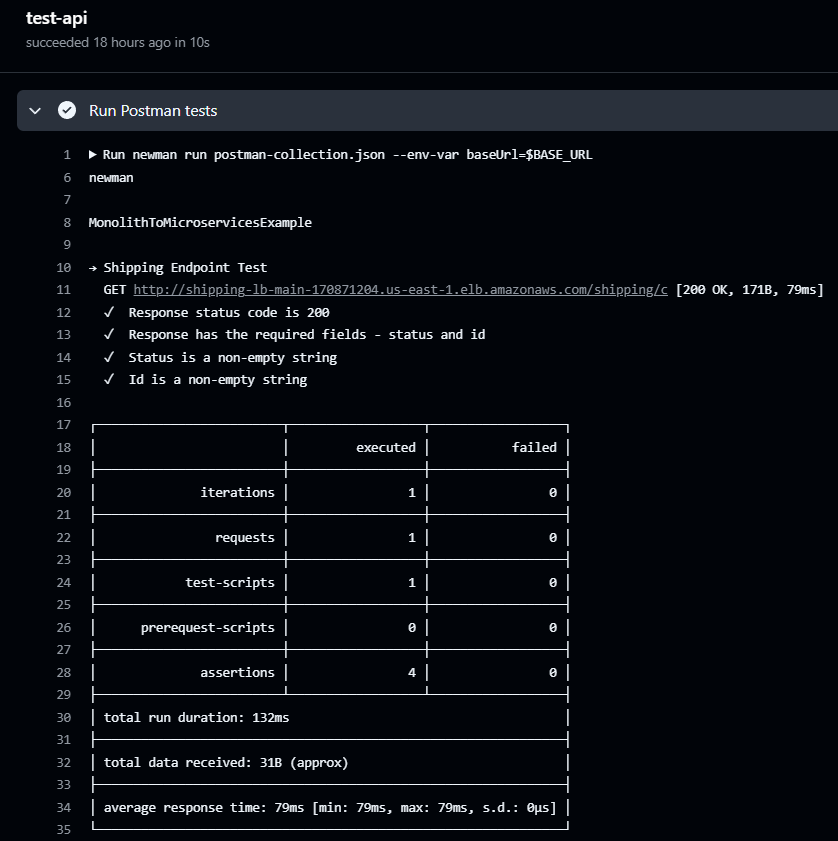 test-api
succeeded 18 hours ago in 10s
Run Postman tests
1 ▶ Run newman run postman-collection.json --env-var baseUrl=$BASE_URL
6 newman
7
8 MonolithToMicroservicesExample
9
10 → Shipping Endpoint Test
11 GET http://shipping-lb-main-170871204.us-east-1.elb.amazonaws.com/shipping/c [200 OK, 171B, 79ms]
12 ✓ Response status code is 200
13 ✓ Response has the required fields - status and id
14 ✓ Status is a non-empty string
15 ✓ Id is a non-empty string
16
17
18 executed failed
19
20 iterations 1 0
21
22 requests 1 0
23
24 test-scripts 1 0
25
26 prerequest-scripts 0 0
27
28 assertions 4 0
29
30 total run duration: 132ms
31
32 total data received: 31B (approx)
33
34 average response time: 79ms [min: 79ms, max: 79ms, s.d.: 0µs]
35